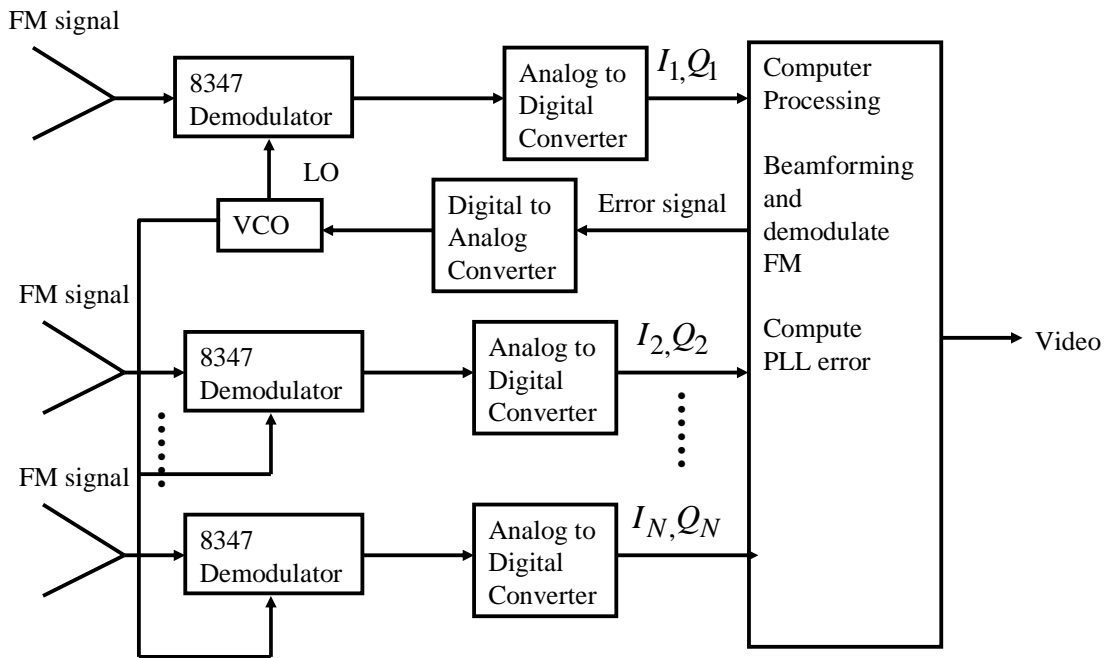 FM signal
8347
Demodulator
Analog to
Digital
Converter
I₁,Q₁
Computer
Processing
Beamforming
and
demodulate
FM
Compute
PLL error
LO
VCO
Digital to
Analog
Converter
Error signal
FM signal
8347
Demodulator
Analog to
Digital
Converter
I₂,Q₂
Video
FM signal
8347
Demodulator
Analog to
Digital
Converter
I_N,Q_N